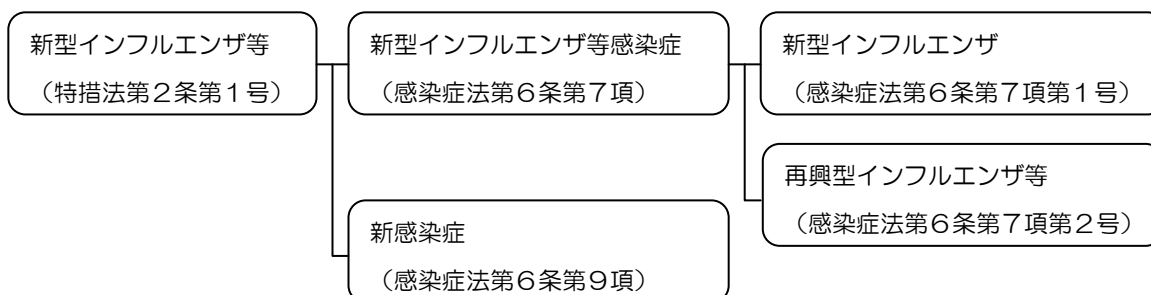 新型インフルエンザ等
（特措法第２条第１号）
新型インフルエンザ等感染症
（感染症法第６条第７項）
新型インフルエンザ
（感染症法第６条第７項第１号）
再興型インフルエンザ等
（感染症法第６条第７項第２号）
新感染症
（感染症法第６条第９項）